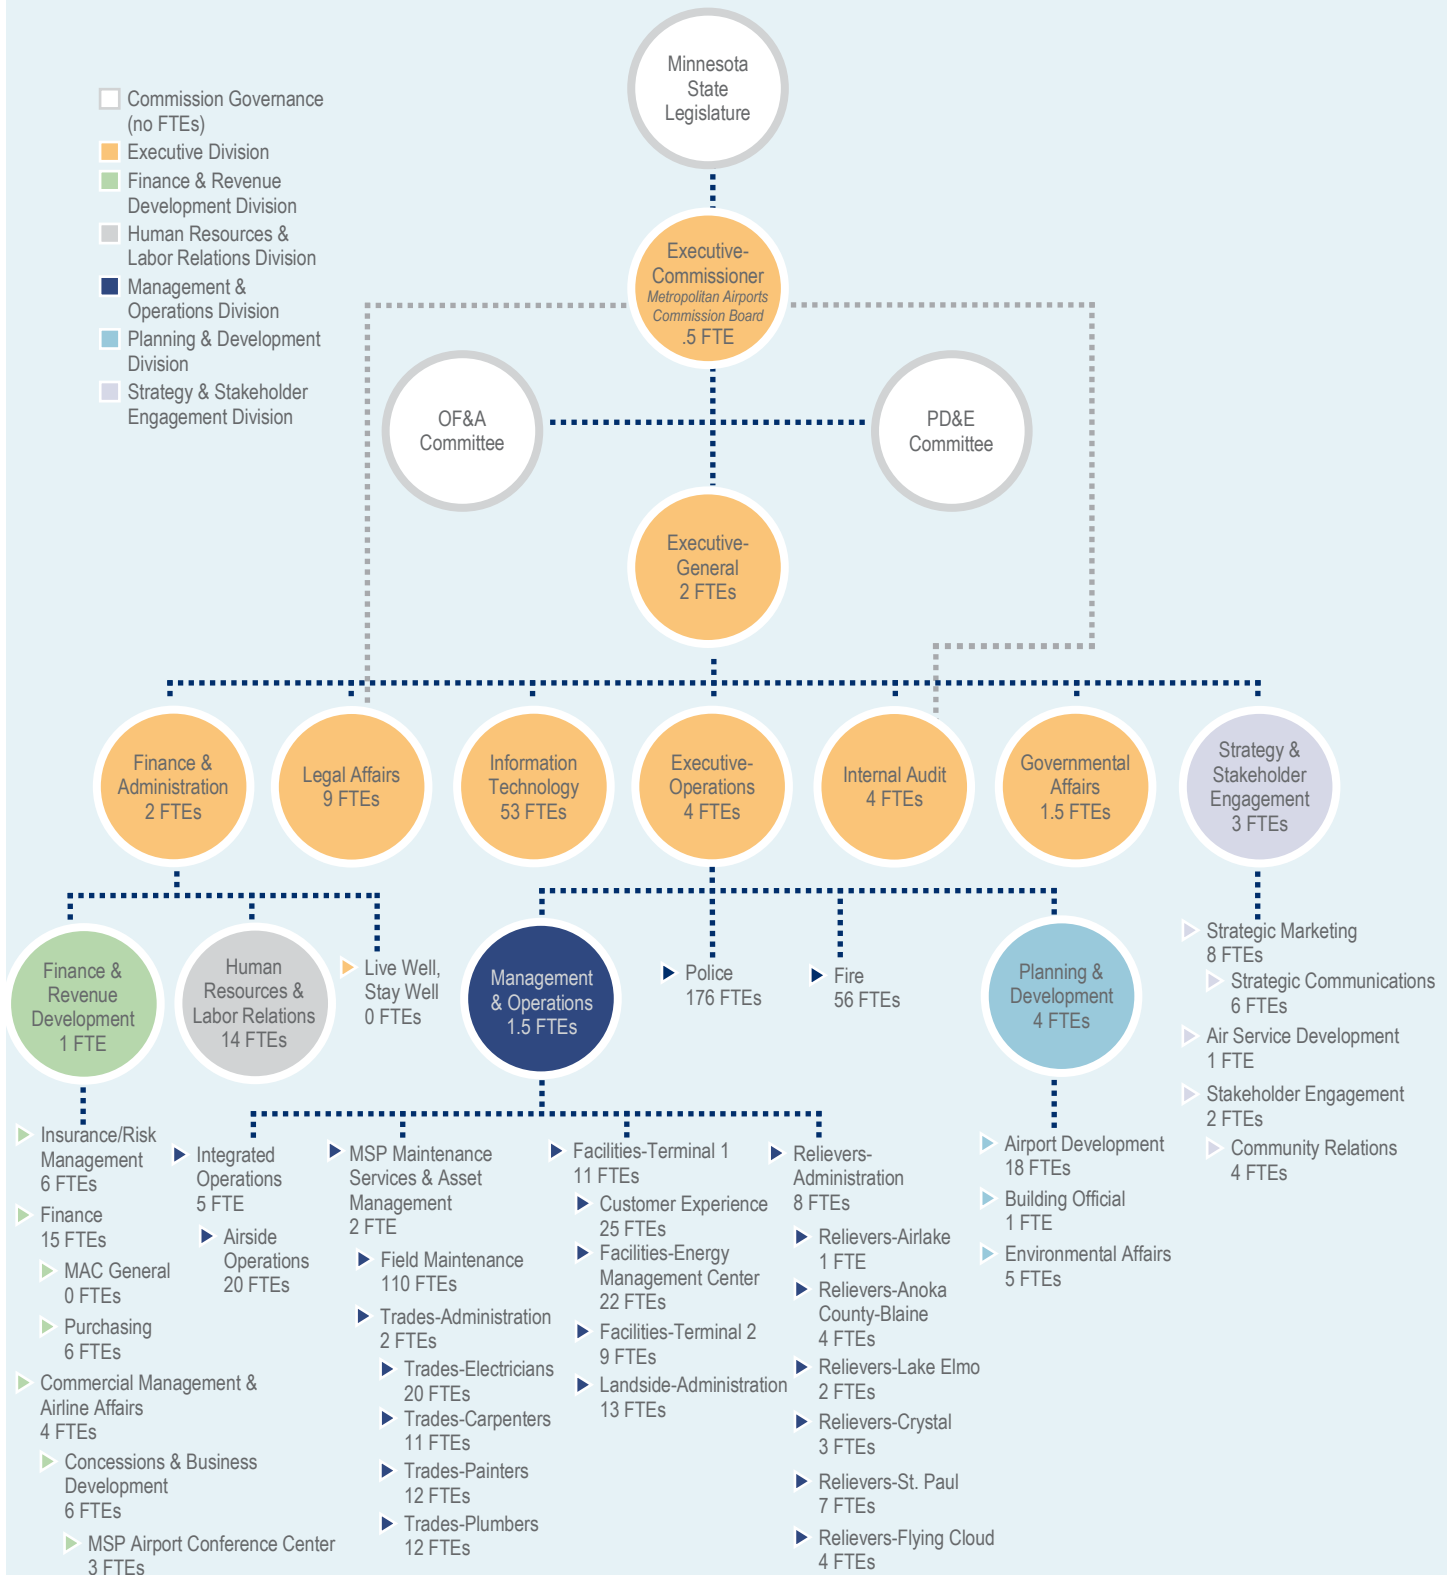 Minnesota
State
Legislature
Commission Governance
(no FTEs)
Executive Division
Finance & Revenue
Development Division
Human Resources &
Labor Relations Division
Management &
Operations Division
Planning & Development
Division
Strategy & Stakeholder
Engagement Division
Executive-
Commissioner
Metropolitan Airports
Commission Board
.5 FTE
OF&A
Committee
PD&E
Committee
Executive-
General
2 FTEs
Finance &
Administration
2 FTEs
Legal Affairs
9 FTEs
Information
Technology
53 FTEs
Executive-
Operations
4 FTEs
Internal Audit
4 FTEs
Governmental
Affairs
1.5 FTEs
Strategy &
Stakeholder
Engagement
3 FTEs
Finance &
Revenue
Development
1 FTE
Human
Resources &
Labor Relations
14 FTEs
Live Well,
Stay Well
0 FTEs
Management
& Operations
1.5 FTEs
Police
176 FTEs
Fire
56 FTEs
Planning &
Development
4 FTEs
Strategic Marketing
8 FTEs
Strategic Communications
6 FTEs
Air Service Development
1 FTE
Stakeholder Engagement
2 FTEs
Community Relations
4 FTEs
Insurance/Risk
Management
6 FTEs
Finance
15 FTEs
MAC General
0 FTEs
Purchasing
6 FTEs
Commercial Management &
Airline Affairs
4 FTEs
Concessions & Business
Development
6 FTEs
MSP Airport Conference Center
3 FTEs
Integrated
Operations
5 FTE
Airside
Operations
20 FTEs
MSP Maintenance
Services & Asset
Management
2 FTE
Field Maintenance
110 FTEs
Trades-Administration
2 FTEs
Trades-Electricians
20 FTEs
Trades-Carpenters
11 FTEs
Trades-Painters
12 FTEs
Trades-Plumbers
12 FTEs
Facilities-Terminal 1
11 FTEs
Customer Experience
25 FTEs
Facilities-Energy
Management Center
22 FTEs
Facilities-Terminal 2
9 FTEs
Landside-Administration
13 FTEs
Relievers-
Administration
8 FTEs
Relievers-Airlake
1 FTE
Relievers-Anoka
County-Blaine
4 FTEs
Relievers-Lake Elmo
2 FTEs
Relievers-Crystal
3 FTEs
Relievers-St. Paul
7 FTEs
Relievers-Flying Cloud
4 FTEs
Airport Development
18 FTEs
Building Official
1 FTE
Environmental Affairs
5 FTEs